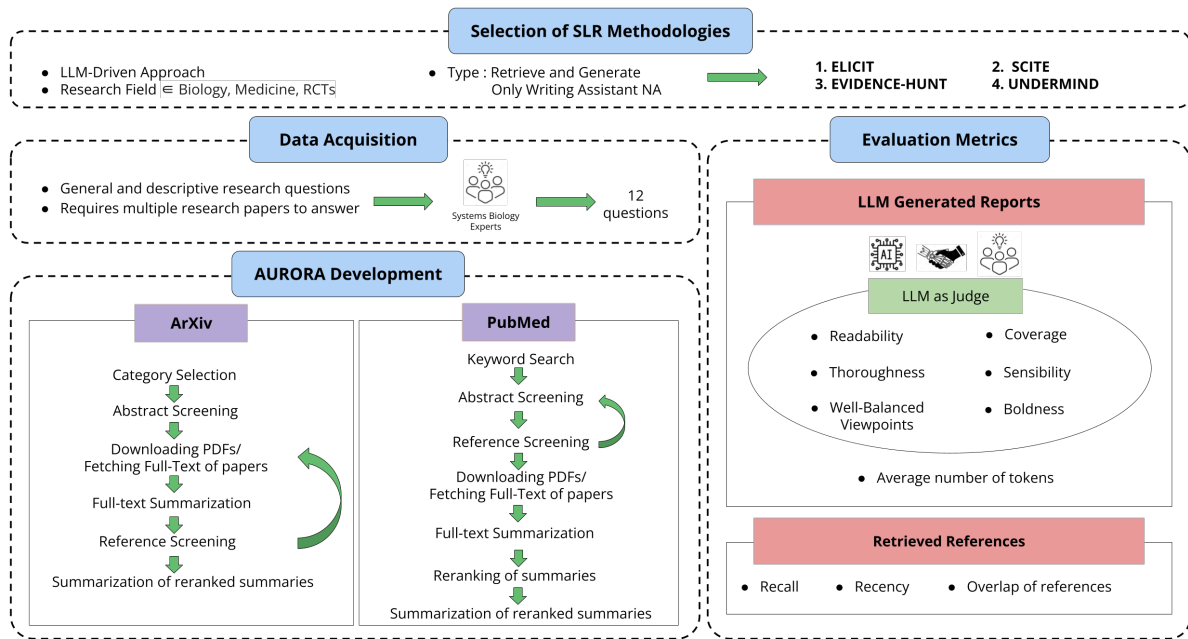 Selection of SLR Methodologies
● LLM-Driven Approach
● Research Field ∈ Biology, Medicine, RCTs
● Type : Retrieve and Generate
Only Writing Assistant NA
1. ELICIT
2. SCITE
3. EVIDENCE-HUNT
4. UNDERMIND
Data Acquisition
● General and descriptive research questions
● Requires multiple research papers to answer
Systems Biology
Experts
12
questions
AURORA Development
ArXiv
Category Selection
Abstract Screening
Downloading PDFs/
Fetching Full-Text of papers
Full-text Summarization
Reference Screening
Summarization of reranked summaries
PubMed
Keyword Search
Abstract Screening
Reference Screening
Downloading PDFs/
Fetching Full-Text of papers
Full-text Summarization
Reranking of summaries
Summarization of reranked summaries
Evaluation Metrics
LLM Generated Reports
AI
LLM as Judge
● Readability
● Coverage
● Thoroughness
● Sensibility
● Well-Balanced
Viewpoints
● Boldness
● Average number of tokens
Retrieved References
● Recall
● Recency
● Overlap of references